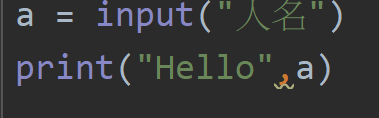 a = input("人名")
print("Hello",a)